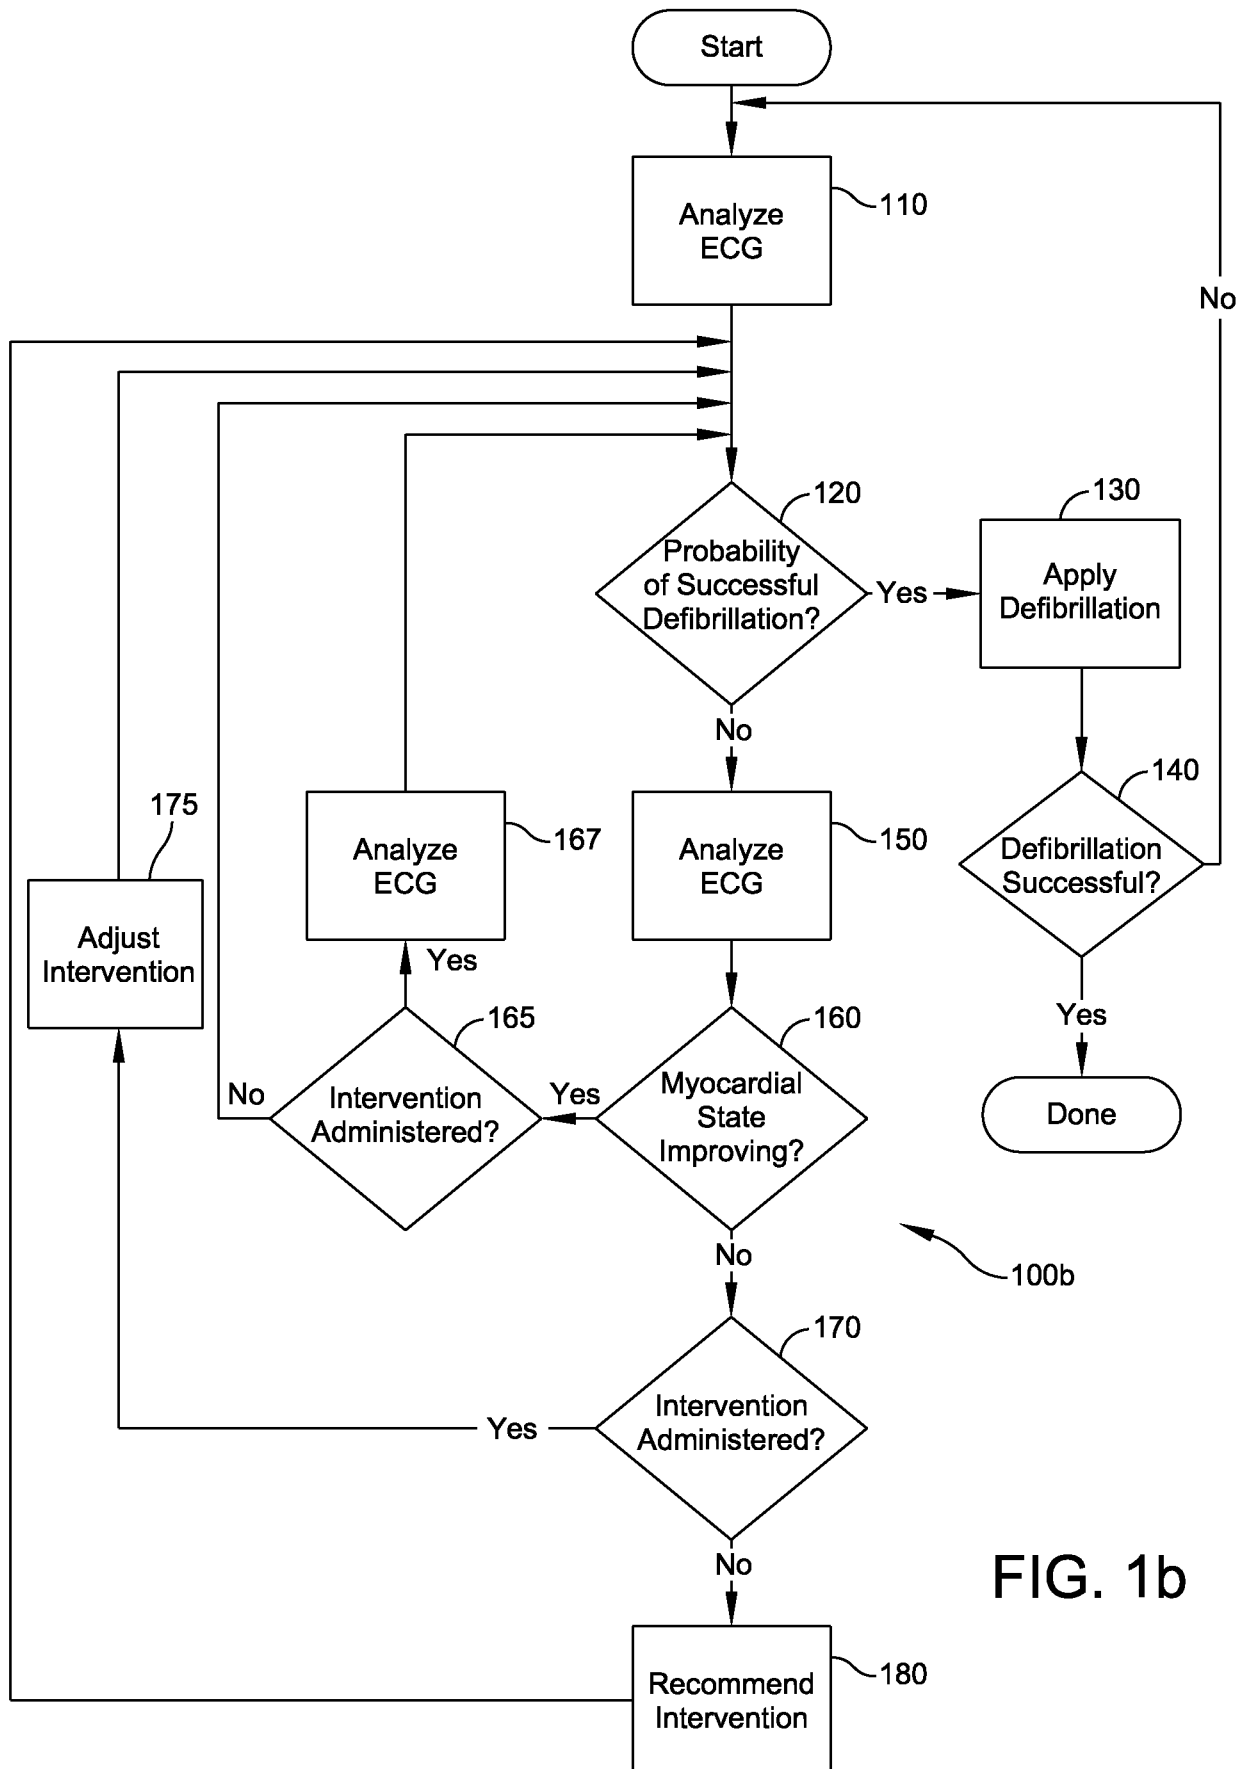 Start
Analyze
ECG
110
No
120
Probability
of Successful
Defibrillation?
Yes
130
Apply
Defibrillation
No
140
Defibrillation
Successful?
Yes
Done
150
Analyze
ECG
167
Analyze
ECG
175
Adjust
Intervention
Yes
165
Intervention
Administered?
No
Yes
160
Myocardial
State
Improving?
No
100b
170
Intervention
Administered?
Yes
No
180
Recommend
Intervention
FIG. 1b